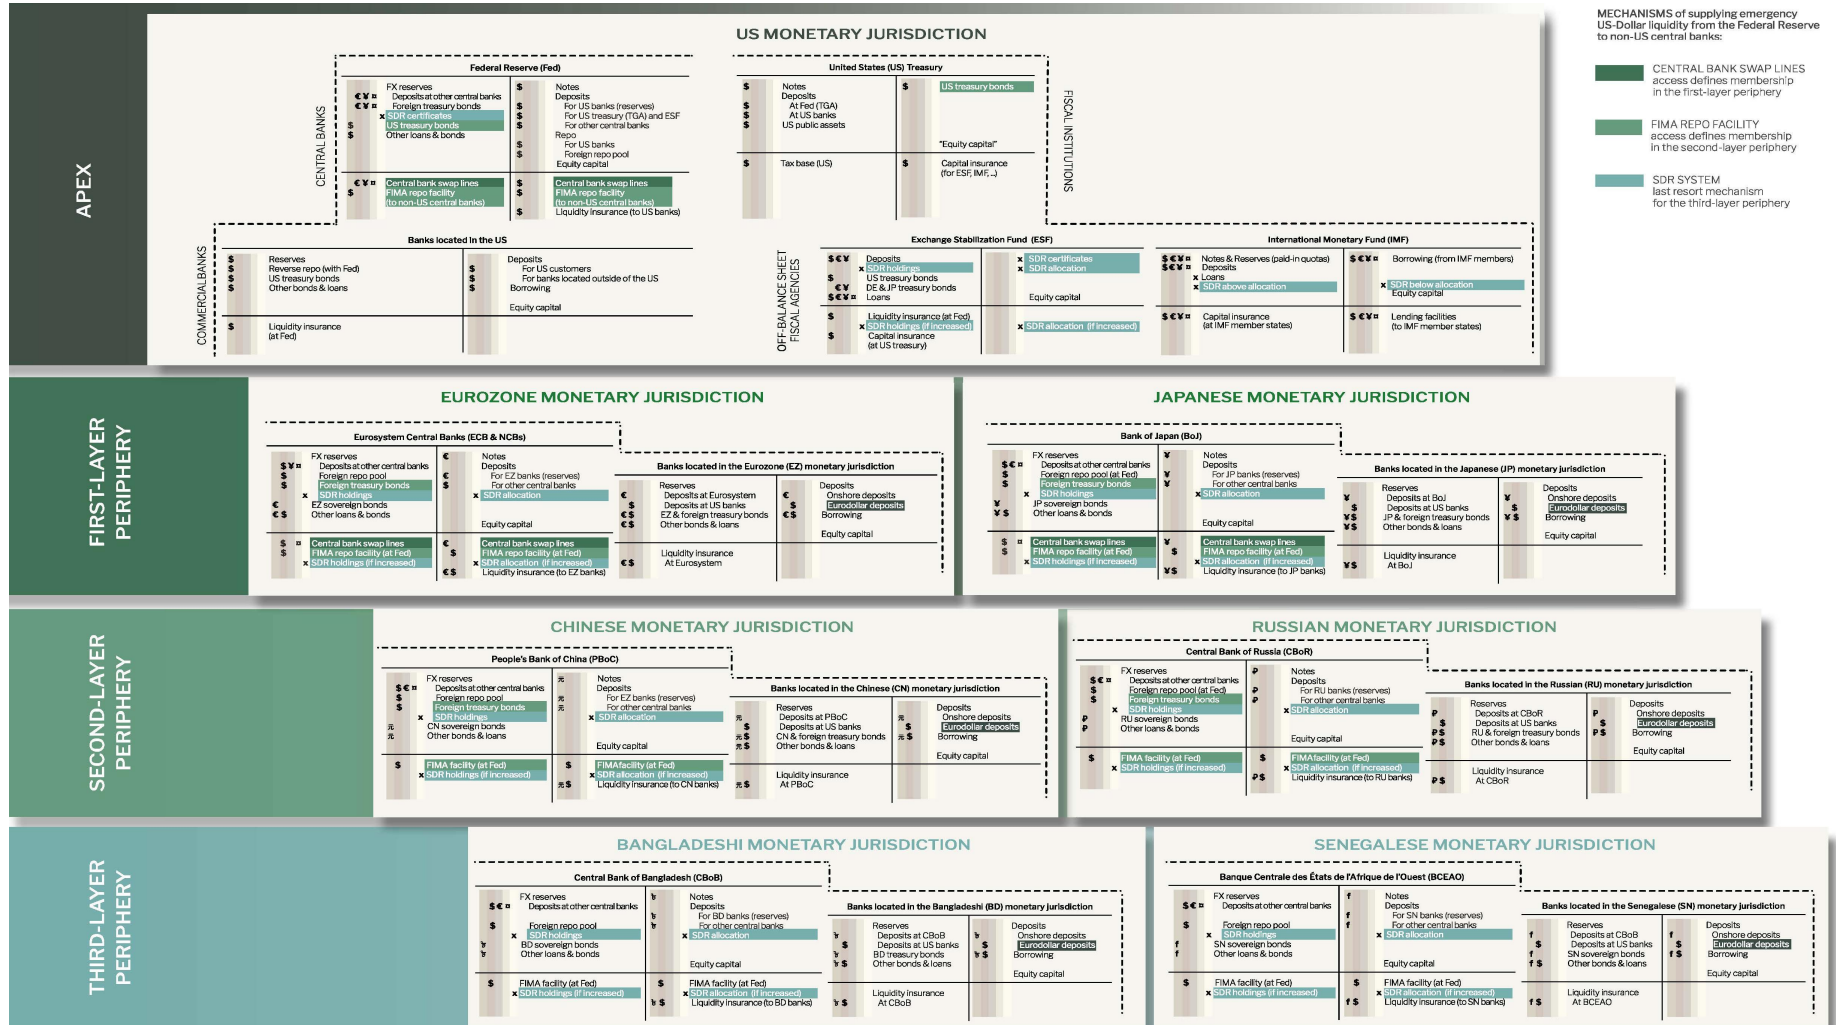 MECHANISMS of supplying emergency
US-Dollar liquidity from the Federal Reserve
to non-US central banks:
CENTRAL BANK SWAP LINES
access defines membership
in the first-layer periphery
FIMA REPO FACILITY
access defines membership
in the second-layer periphery
SDR SYSTEM
last resort mechanism
for the third-layer periphery
APEX
US MONETARY JURISDICTION
CENTRAL BANKS
Federal Reserve (Fed)
FX reserves
€ ¥ ¤ Deposits at other central banks
€ ¥ ¤ Foreign treasury bonds
x SDR certificates
$ US treasury bonds
$ Other loans & bonds
€ ¥ ¤ Central bank swap lines
$ FIMA repo facility
(to non-US central banks)
$ Notes
Deposits
$ For US banks (reserves)
$ For US treasury (TGA) and ESF
$ For other central banks
Repo
$ For US banks
$ Foreign repo pool
Equity capital
$ Central bank swap lines
$ FIMA repo facility
(to non-US central banks)
$ Liquidity insurance (to US banks)
FISCAL INSTITUTIONS
United States (US) Treasury
$ Notes
Deposits
$ At Fed (TGA)
$ At US banks
$ US public assets
$ Tax base (US)
$ US treasury bonds
"Equity capital"
$ Capital insurance
(for ESF, IMF,...)
COMMERCIAL BANKS
Banks located in the US
$ Reserves
$ Reverse repo (with Fed)
$ US treasury bonds
$ Other bonds & loans
$ Liquidity insurance
(at Fed)
Deposits
$ For US customers
$ For banks located outside of the US
$ Borrowing
Equity capital
OFF-BALANCE SHEET
FISCAL AGENCIES
Exchange Stabilization Fund (ESF)
$ € ¥ Deposits
x SDR holdings
$ US treasury bonds
€ ¥ DE & JP treasury bonds
$ € ¥ ¤ Loans
$ Liquidity insurance (at Fed)
x SDR holdings (if increased)
$ Capital insurance
(at US treasury)
x SDR certificates
x SDR allocation
Equity capital
x SDR allocation (if increased)
International Monetary Fund (IMF)
$ € ¥ ¤ Notes & Reserves (paid-in quotas)
$ € ¥ ¤ Deposits
x Loans
x SDR above allocation
$ € ¥ ¤ Capital insurance
(at IMF member states)
$ € ¥ ¤ Borrowing (from IMF members)
x SDR below allocation
Equity capital
$ € ¥ ¤ Lending facilities
(to IMF member states)
FIRST-LAYER
PERIPHERY
EUROZONE MONETARY JURISDICTION
Eurosystem Central Banks (ECB & NCBs)
FX reserves
$ ¥ ¤ Deposits at other central banks
$ Foreign repo pool
$ Foreign treasury bonds
x SDR holdings
€ EZ sovereign bonds
€ $ Other loans & bonds
$ ¤ Central bank swap lines
$ FIMA repo facility (at Fed)
x SDR holdings (if increased)
€ Notes
Deposits
€ For EZ banks (reserves)
$ For other central banks
x SDR allocation
Equity capital
€ Central bank swap lines
$ FIMA repo facility (at Fed)
x SDR allocation (if increased)
€ $ Liquidity insurance (to EZ banks)
Banks located in the Eurozone (EZ) monetary jurisdiction
Reserves
€ Deposits at Eurosystem
$ Deposits at US banks
€ $ EZ & foreign treasury bonds
€ $ Other bonds & loans
Liquidity insurance
€ $ At Eurosystem
Deposits
€ Onshore deposits
$ Eurodollar deposits
€ $ Borrowing
Equity capital
JAPANESE MONETARY JURISDICTION
Bank of Japan (BoJ)
FX reserves
$ € ¤ Deposits at other central banks
$ Foreign repo pool (at Fed)
$ Foreign treasury bonds
x SDR holdings
¥ JP sovereign bonds
¥ $ Other loans & bonds
$ ¤ Central bank swap lines
$ FIMA repo facility (at Fed)
x SDR holdings (if increased)
¥ Notes
Deposits
¥ For JP banks (reserves)
¥ For other central banks
x SDR allocation
Equity capital
¥ Central bank swap lines
$ FIMA repo facility (at Fed)
x SDR allocation (if increased)
¥ $ Liquidity insurance (to JP banks)
Banks located in the Japanese (JP) monetary jurisdiction
Reserves
¥ Deposits at BoJ
$ Deposits at US banks
¥ $ JP & foreign treasury bonds
¥ $ Other bonds & loans
Liquidity insurance
¥ $ At BoJ
Deposits
¥ Onshore deposits
$ Eurodollar deposits
¥ $ Borrowing
Equity capital
SECOND-LAYER
PERIPHERY
CHINESE MONETARY JURISDICTION
People's Bank of China (PBoC)
FX reserves
$ € ¤ Deposits at other central banks
$ Foreign repo pool
$ Foreign treasury bonds
x SDR holdings
元 CN sovereign bonds
元 Other bonds & loans
$ FIMA facility (at Fed)
x SDR holdings (if increased)
元 Notes
Deposits
元 For EZ banks (reserves)
元 For other central banks
x SDR allocation
Equity capital
$ FIMA facility (at Fed)
x SDR allocation (if increased)
元 $ Liquidity insurance (to CN banks)
Banks located in the Chinese (CN) monetary jurisdiction
Reserves
元 Deposits at PBoC
$ Deposits at US banks
元 $ CN & foreign treasury bonds
元 $ Other bonds & loans
Liquidity insurance
元 $ At PBoC
Deposits
元 Onshore deposits
$ Eurodollar deposits
元 $ Borrowing
Equity capital
RUSSIAN MONETARY JURISDICTION
Central Bank of Russia (CBoR)
FX reserves
$ € ¤ Deposits at other central banks
$ Foreign repo pool (at Fed)
$ Foreign treasury bonds
x SDR holdings
₽ RU sovereign bonds
₽ Other loans & bonds
$ FIMA facility (at Fed)
x SDR holdings (if increased)
₽ Notes
Deposits
₽ For RU banks (reserves)
₽ For other central banks
x SDR allocation
Equity capital
$ FIMA facility (at Fed)
x SDR allocation (if increased)
₽ $ Liquidity insurance (to RU banks)
Banks located in the Russian (RU) monetary jurisdiction
Reserves
₽ Deposits at CBoR
$ Deposits at US banks
₽ $ RU & foreign treasury bonds
₽ $ Other bonds & loans
Liquidity insurance
₽ $ At CBoR
Deposits
₽ Onshore deposits
$ Eurodollar deposits
₽ $ Borrowing
Equity capital
THIRD-LAYER
PERIPHERY
BANGLADESHI MONETARY JURISDICTION
Central Bank of Bangladesh (CBoB)
FX reserves
$ € ¤ Deposits at other central banks
$ Foreign repo pool
x SDR holdings
৳ BD sovereign bonds
৳ Other loans & bonds
$ FIMA facility (at Fed)
x SDR holdings (if increased)
৳ Notes
Deposits
৳ For BD banks (reserves)
৳ For other central banks
x SDR allocation
Equity capital
$ FIMA facility (at Fed)
x SDR allocation (if increased)
৳ $ Liquidity insurance (to BD banks)
Banks located in the Bangladeshi (BD) monetary jurisdiction
Reserves
৳ Deposits at CBoB
$ Deposits at US banks
৳ BD treasury bonds
৳ $ Other bonds & loans
Liquidity insurance
৳ $ At CBoB
Deposits
৳ Onshore deposits
$ Eurodollar deposits
৳ $ Borrowing
Equity capital
SENEGALESE MONETARY JURISDICTION
Banque Centrale des États de l'Afrique de l'Ouest (BCEAO)
FX reserves
$ € ¤ Deposits at other central banks
$ Foreign repo pool
x SDR holdings
f SN sovereign bonds
f Other loans & bonds
$ FIMA facility (at Fed)
x SDR holdings (if increased)
f Notes
Deposits
f For SN banks (reserves)
f For other central banks
x SDR allocation
Equity capital
$ FIMA facility (at Fed)
x SDR allocation (if increased)
f $ Liquidity insurance (to SN banks)
Banks located in the Senegalese (SN) monetary jurisdiction
Reserves
f Deposits at CBoB
$ Deposits at US banks
f SN sovereign bonds
f $ Other bonds & loans
Liquidity insurance
f $ At BCEAO
Deposits
f Onshore deposits
$ Eurodollar deposits
f $ Borrowing
Equity capital